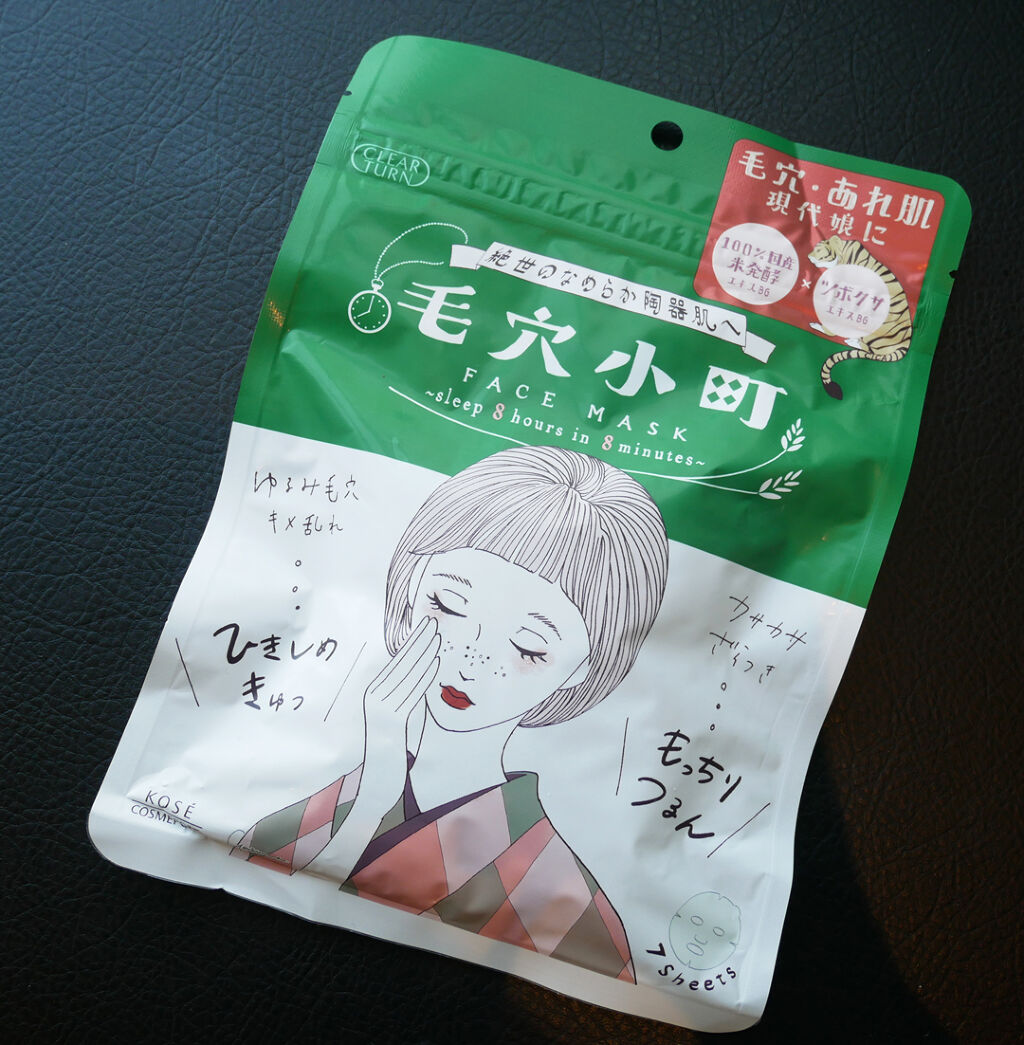 CLEAR
TURN
毛穴・あれ肌
現代娘に
100%国産
米発酵
エキスBG
×
ツボクサ
エキスBG
絶世のなめらか陶器肌へ
毛穴小町
FACE MASK
~sleep 8 hours in 8 minutes~
ゆるみ毛穴
キメ乱れ
ひきしめ
きゅっ
カサカサ
ざらつき
もっちり
つるん
KOSÉ
7 sheets